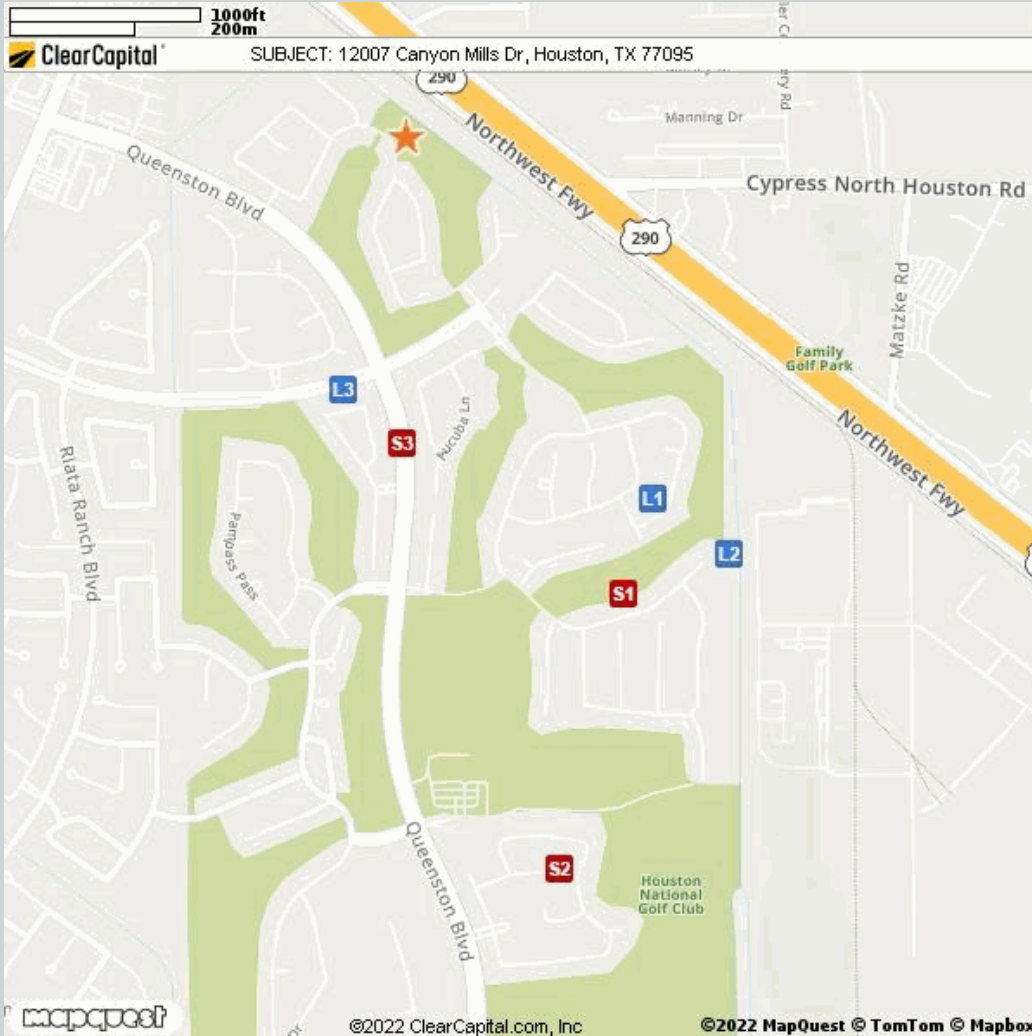 1000ft
200m
ClearCapital
SUBJECT: 12007 Canyon Mills Dr, Houston, TX 77095
290
Manning Dr
Northwest Fwy
Queenston Blvd
Cypress North Houston Rd
290
Matzke Rd
Family
Golf Park
L3
Aucuba Ln
S3
Northwest Fwy
Riata Ranch Blvd
L1
Pampass Pass
L2
S1
Queenston Blvd
S2
Houston
National
Golf Club
mapquest
©2022 ClearCapital.com, Inc
©2022 MapQuest © TomTom © Mapbox